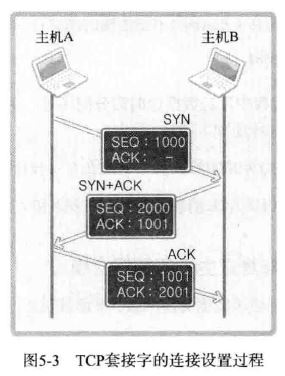 主机A
主机B
SYN
SEQ：1000
ACK： -
SYN+ACK
SEQ：2000
ACK：1001
ACK
SEQ：1001
ACK：2001
图5-3 TCP套接字的连接设置过程